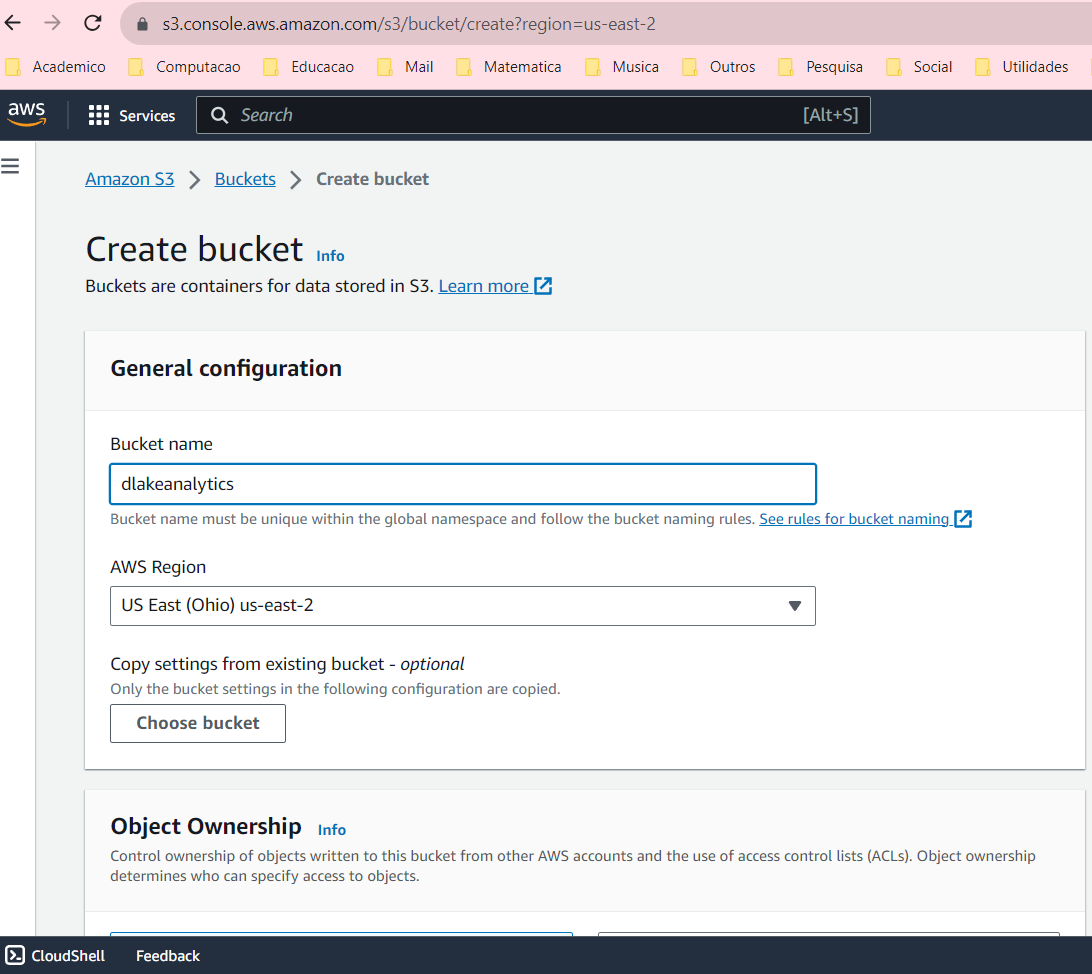 s3.console.aws.amazon.com/s3/bucket/create?region=us-east-2
Academico Computacao Educacao Mail Matematica Musica Outros Pesquisa Social Utilidades
aws Services Search [Alt+S]
Amazon S3 > Buckets > Create bucket
Create bucket Info
Buckets are containers for data stored in S3. Learn more
General configuration
Bucket name
dlakeanalytics
Bucket name must be unique within the global namespace and follow the bucket naming rules. See rules for bucket naming
AWS Region
US East (Ohio) us-east-2
Copy settings from existing bucket - optional
Only the bucket settings in the following configuration are copied.
Choose bucket
Object Ownership Info
Control ownership of objects written to this bucket from other AWS accounts and the use of access control lists (ACLs). Object ownership
determines who can specify access to objects.
CloudShell Feedback